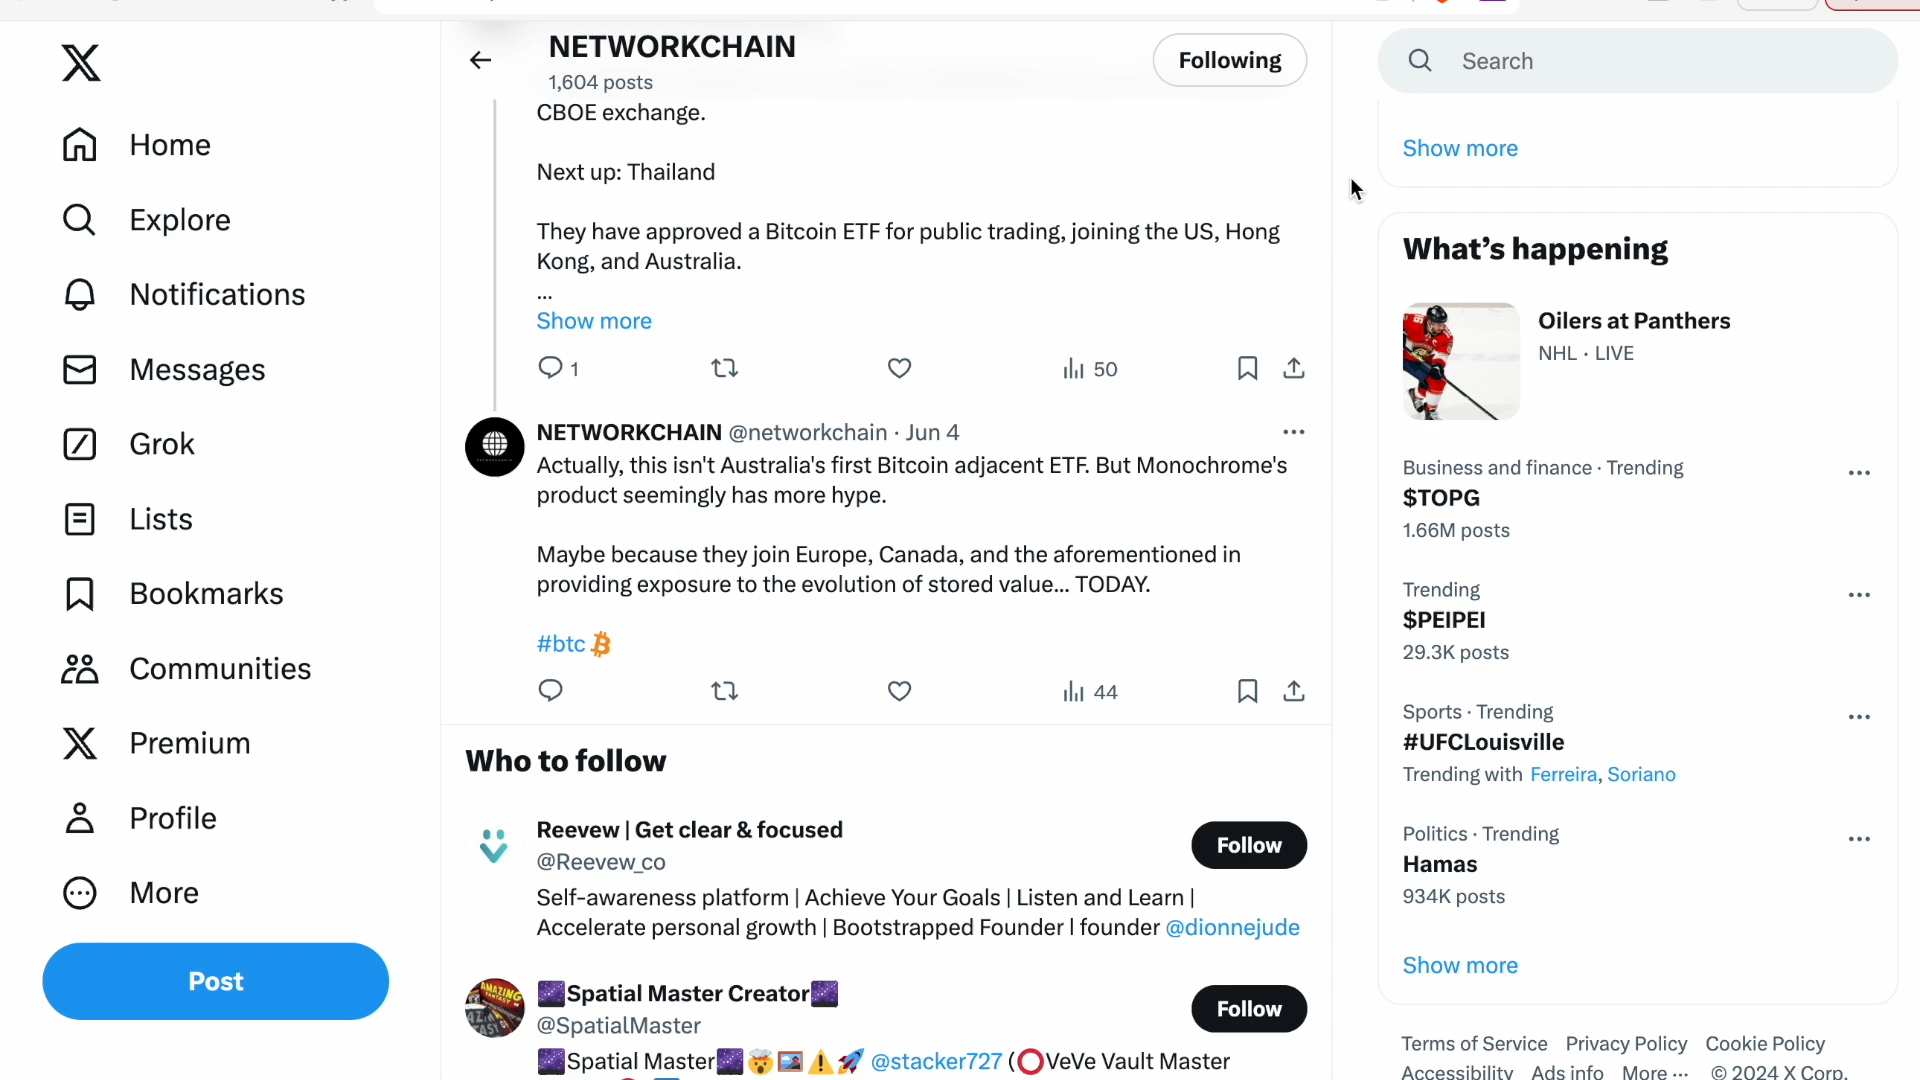 Home
Explore
Notifications
Messages
Grok
Lists
Bookmarks
Communities
Premium
Profile
More
Post
NETWORKCHAIN
1,604 posts
Following
CBOE exchange.
Next up: Thailand
They have approved a Bitcoin ETF for public trading, joining the US, Hong
Kong, and Australia.
...
Show more
1
50
NETWORKCHAIN @networkchain · Jun 4
Actually, this isn't Australia's first Bitcoin adjacent ETF. But Monochrome's
product seemingly has more hype.
Maybe because they join Europe, Canada, and the aforementioned in
providing exposure to the evolution of stored value... TODAY.
#btc
44
Who to follow
Reevew | Get clear & focused
@Reevew_co
Follow
Self-awareness platform | Achieve Your Goals | Listen and Learn |
Accelerate personal growth | Bootstrapped Founder l founder @dionnejude
🌌Spatial Master Creator🌌
@SpatialMaster
Follow
🌌Spatial Master🌌🤯🖼️⚠️🚀 @stacker727 (⭕VeVe Vault Master
Search
Show more
What's happening
Oilers at Panthers
NHL · LIVE
Business and finance · Trending
$TOPG
1.66M posts
Trending
$PEIPEI
29.3K posts
Sports · Trending
#UFCLouisville
Trending with Ferreira, Soriano
Politics · Trending
Hamas
934K posts
Show more
Terms of Service Privacy Policy Cookie Policy
Accessibility Ads info More ··· © 2024 X Corp.